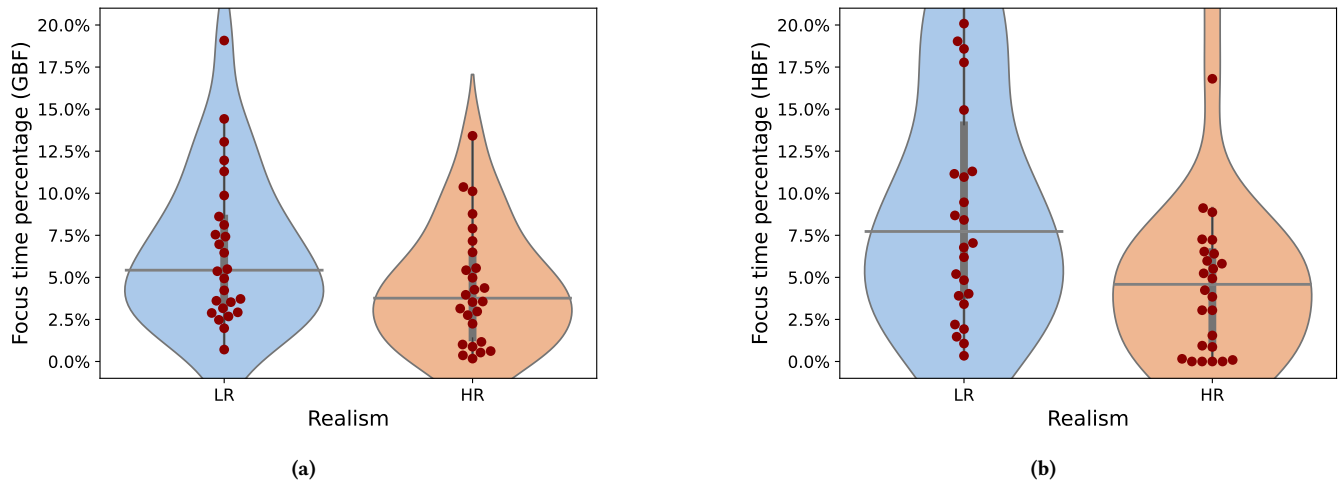 Focus time percentage (GBF)
20.0%
17.5%
15.0%
12.5%
10.0%
7.5%
5.0%
2.5%
0.0%
LR
HR
Realism
(a)
Focus time percentage (HBF)
20.0%
17.5%
15.0%
12.5%
10.0%
7.5%
5.0%
2.5%
0.0%
LR
HR
Realism
(b)